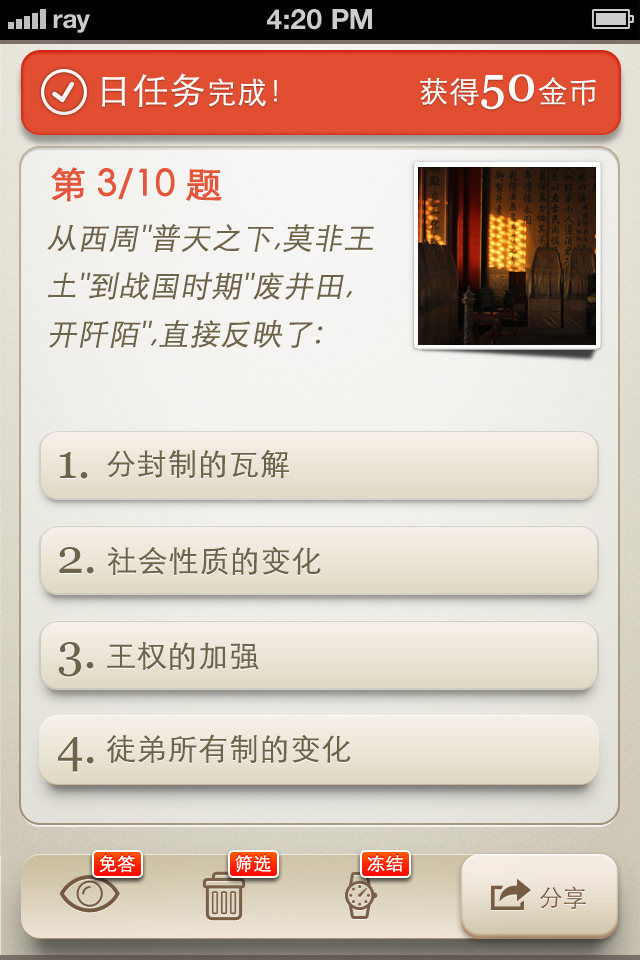 ray 4:20 PM
日任务完成! 获得50金币
第 3/10 题
从西周"普天之下,莫非王
土"到战国时期"废井田,
开阡陌",直接反映了:
1. 分封制的瓦解
2. 社会性质的变化
3. 王权的加强
4. 徒弟所有制的变化
免答 筛选 冻结
分享